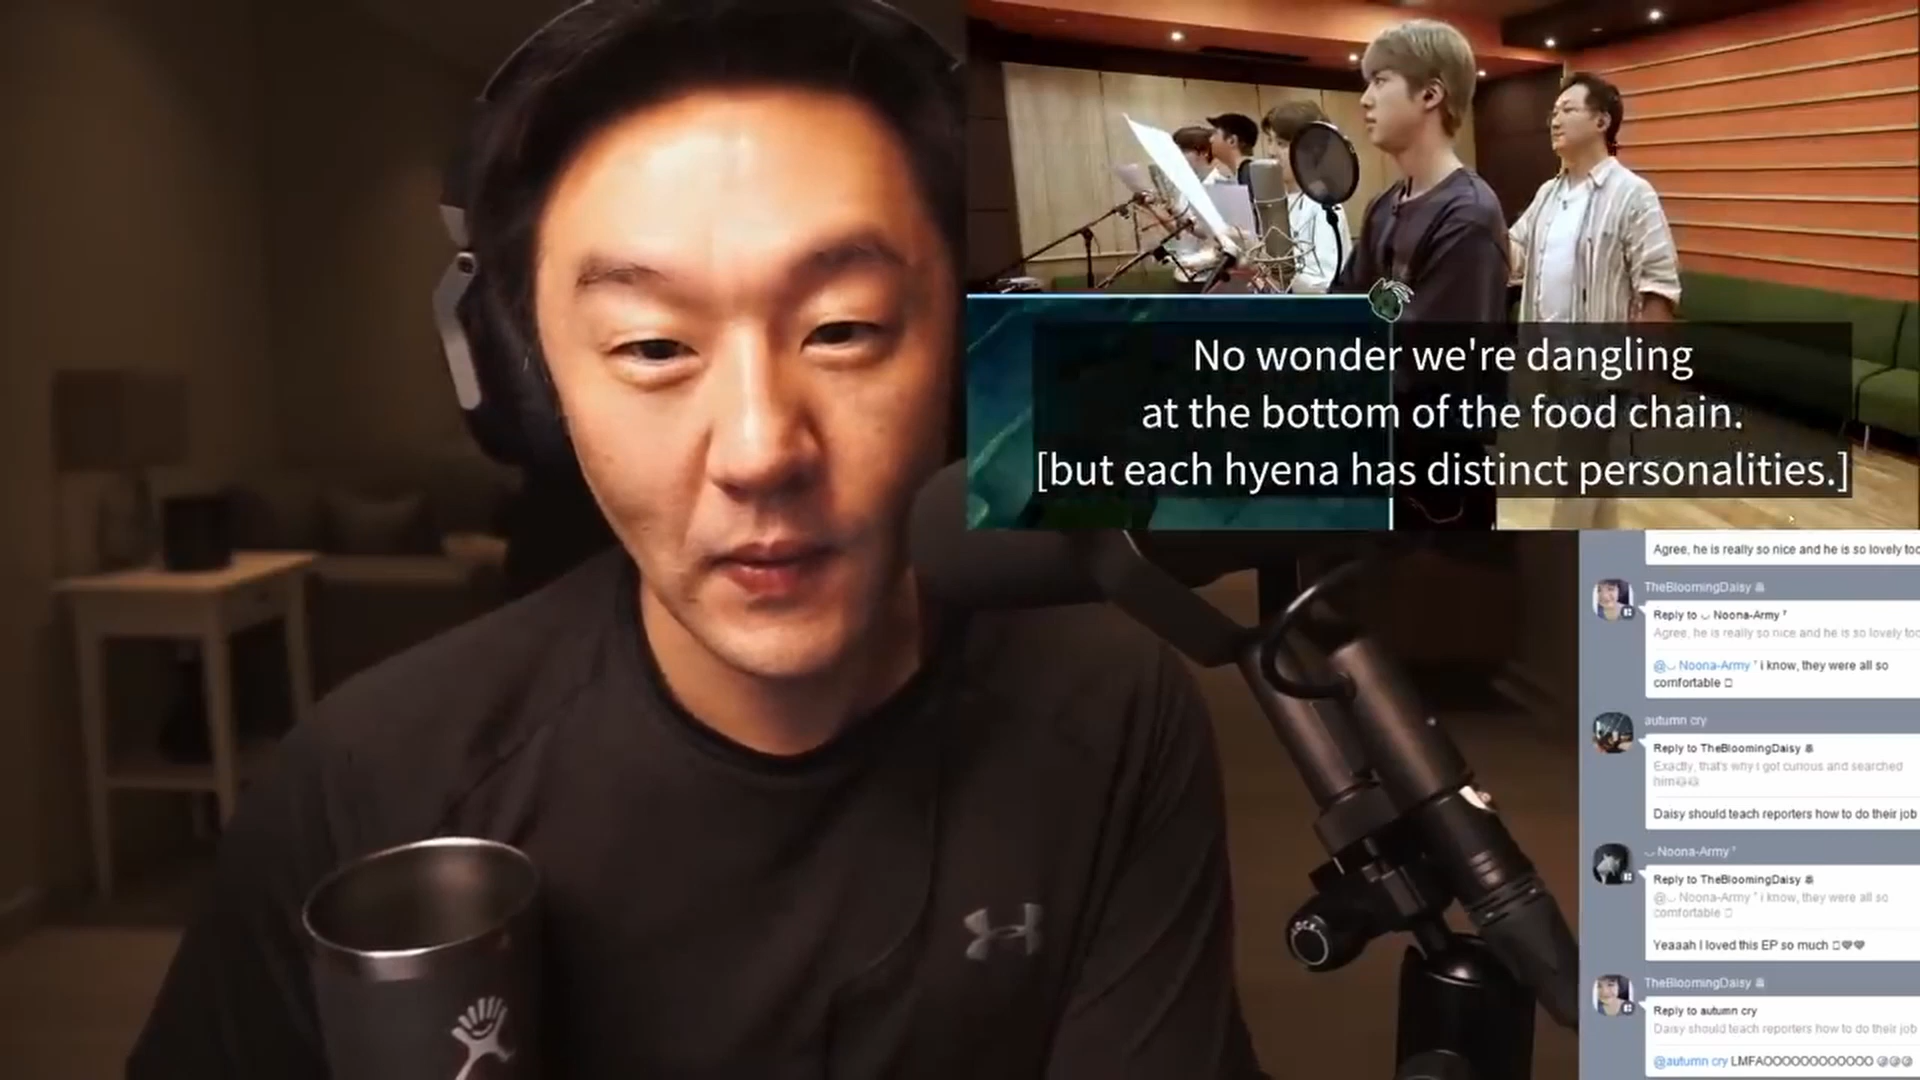 No wonder we're dangling
at the bottom of the food chain.
[but each hyena has distinct personalities.]
Agree, he is really so nice and he is so lovely too
TheBloomingDaisy
Reply to Noona-Army
Agree, he is really so nice and he is so lovely too
@Noona-Army i know, they were all so
comfortable
autumn cry
Reply to TheBloomingDaisy
Exactly, that's why I got curious and searched
him
Daisy should teach reporters how to do their job
Noona-Army
Reply to TheBloomingDaisy
@Noona-Army i know, they were all so
comfortable
Yeaaah I loved this EP so much
TheBloomingDaisy
Reply to autumn cry
Daisy should teach reporters how to do their job
@autumn cry LMFAOOOOOOOOOOOO